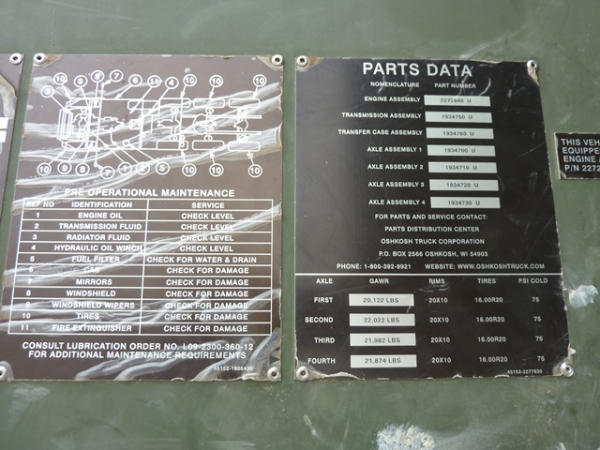 PRE OPERATIONAL MAINTENANCE
REF NO IDENTIFICATION SERVICE
1 ENGINE OIL CHECK LEVEL
2 TRANSMISSION FLUID CHECK LEVEL
3 RADIATOR FLUID CHECK LEVEL
4 HYDRAULIC OIL WINCH CHECK LEVEL
5 FUEL FILTER CHECK FOR WATER & DRAIN
6 CAB CHECK FOR DAMAGE
MIRRORS CHECK FOR DAMAGE
8 WINDSHIELD CHECK FOR DAMAGE
9 WINDSHIELD WIPERS CHECK FOR DAMAGE
10 TIRES CHECK FOR DAMAGE
11 FIRE EXTINGUISHER CHECK FOR DAMAGE
CONSULT LUBRICATION ORDER NO. LO9-2300-360-12
FOR ADDITIONAL MAINTENANCE REQUIREMENTS
PARTS DATA
NOMENCLATURE PART NUMBER
ENGINE ASSEMBLY U
TRANSMISSION ASSEMBLY 1934750 U
TRANSFER CASE ASSEMBLY 1934760 U
AXLE ASSEMBLY 1 1934700 U
AXLE ASSEMBLY 2 1934710 U
AXLE ASSEMBLY 3 1934720 U
AXLE ASSEMBLY 4 1934730 U
FOR PARTS AND SERVICE CONTACT:
PARTS DISTRIBUTION CENTER
OSHKOSH TRUCK CORPORATION
P.O. BOX 2566 OSHKOSH, WI 54903
PHONE: 1-800-392-9921 WEBSITE: WWW.OSHKOSHTRUCK.COM
AXLE GAWR RIMS TIRES PSI COLD
FIRST 20,122 LBS 20X10 16.00R20 75
SECOND 22,022 LBS 20X10 16.00R20 75
THIRD 21,982 LBS 20X10 16.00R20 75
FOURTH 21,874 LBS 20X10 16.00R20 75
45152-2277630
THIS VEH
EQUIPPE
ENGINE A
P/N 2272